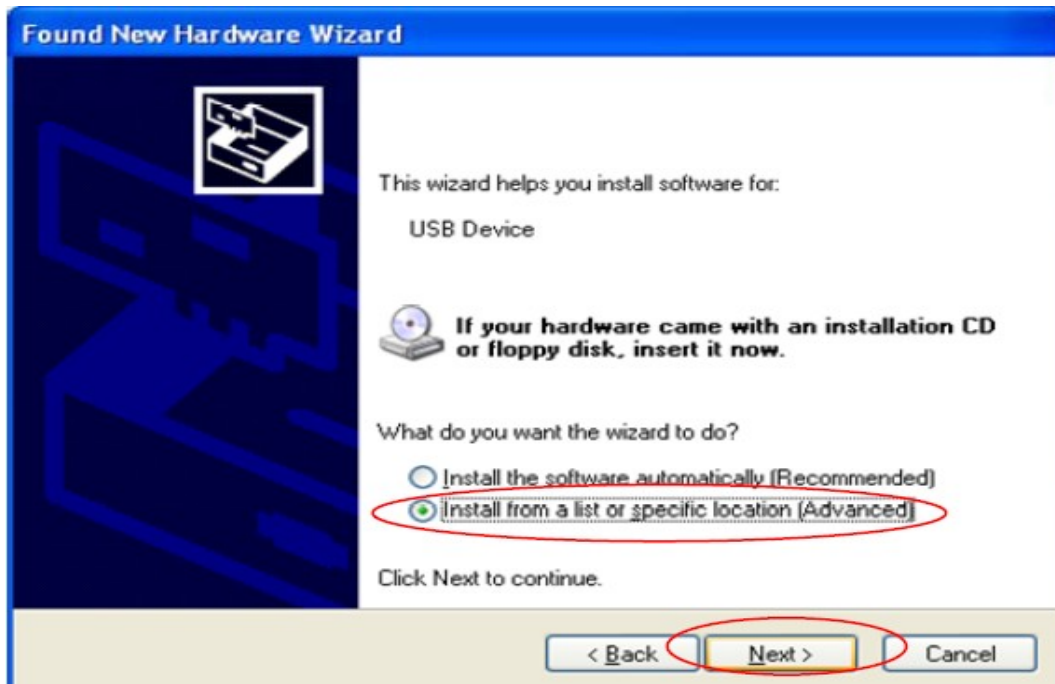 Found New Hardware Wizard
This wizard helps you install software for:
USB Device
If your hardware came with an installation CD
or floppy disk, insert it now.
What do you want the wizard to do?
Install the software automatically (Recommended)
Install from a list or specific location (Advanced)
Click Next to continue.
< Back
Next >
Cancel